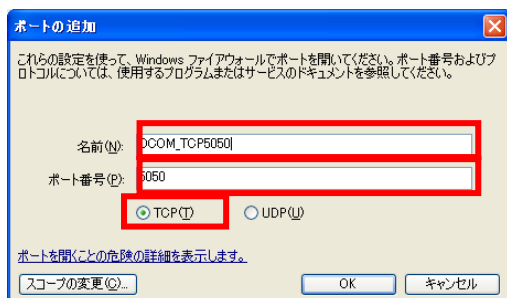 ポートの追加
これらの設定を使って、Windows ファイアウォールでポートを開いてください。ポート番号およびプ
ロトコルについては、使用するプログラムまたはサービスのドキュメントを参照してください。
名前(N): DCOM_TCP5050
ポート番号(P): 5050
TCP(T) UDP(U)
ポートを開くことの危険の詳細を表示します。
スコープの変更(C)... OK キャンセル